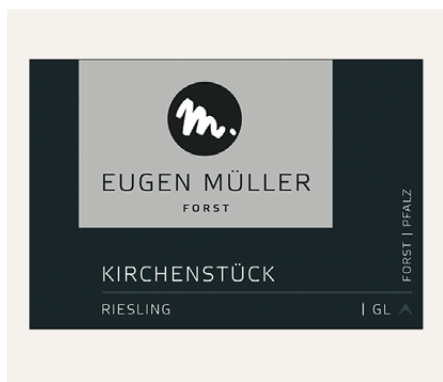 m.
EUGEN MÜLLER
FORST
FORST | PFALZ
KIRCHENSTÜCK
RIESLING
| GL